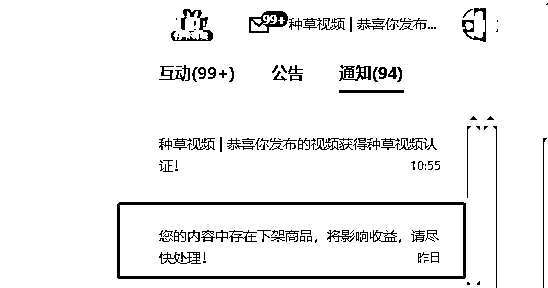 99+
种草视频 | 恭喜你发布...
互动(99+) 公告 通知(94)
种草视频 | 恭喜你发布的视频获得种草视频认
证! 10:55
您的内容中存在下架商品，将影响收益，请尽
快处理! 昨日